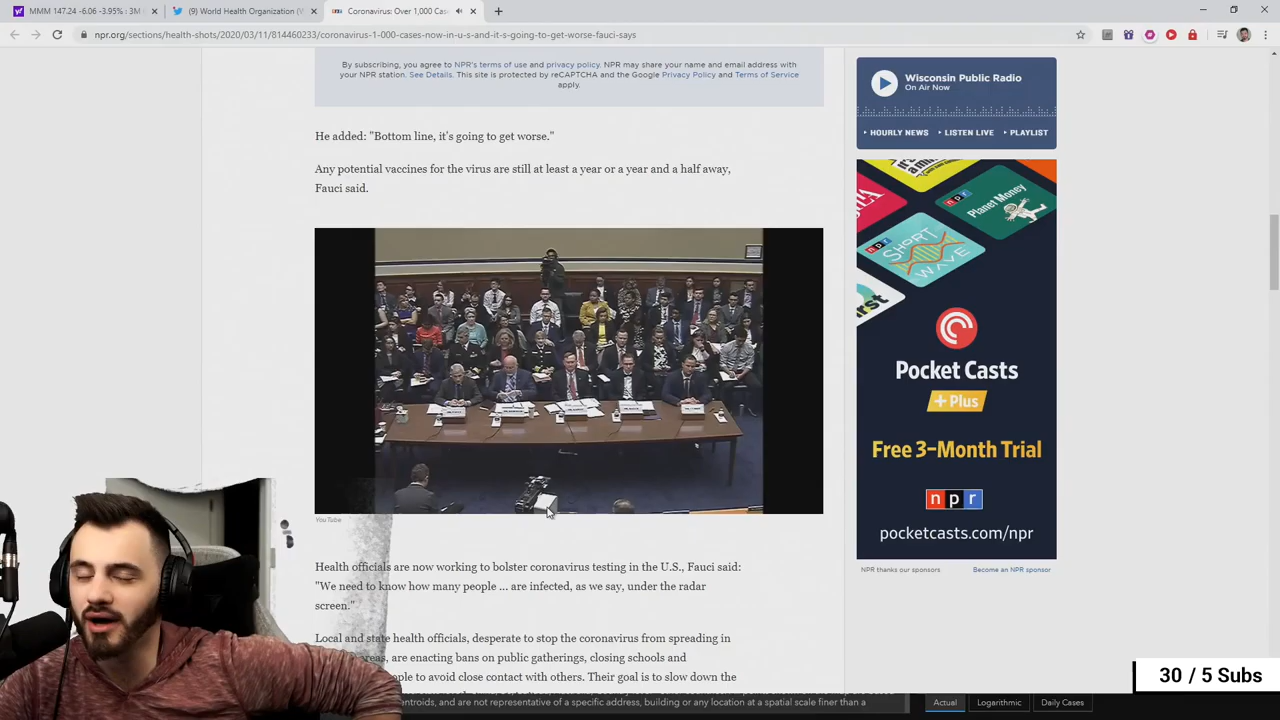 MMM 147.24 -6.06 -3.95% : 3M
(9) World Health Organization (W
Coronavirus: Over 1,000 Cas
npr.org/sections/health-shots/2020/03/11/814460233/coronavirus-1-000-cases-now-in-u-s-and-it-s-going-to-get-worse-fauci-says
By subscribing, you agree to NPR's terms of use and privacy policy. NPR may share your name and email address with
your NPR station. See Details. This site is protected by reCAPTCHA and the Google Privacy Policy and Terms of Service
apply.
He added: "Bottom line, it's going to get worse."
Any potential vaccines for the virus are still at least a year or a year and a half away,
Fauci said.
YouTube
Health officials are now working to bolster coronavirus testing in the U.S., Fauci said:
"We need to know how many people ... are infected, as we say, under the radar
screen."
Local and state health officials, desperate to stop the coronavirus from spreading in
areas, are enacting bans on public gatherings, closing schools and
people to avoid close contact with others. Their goal is to slow down the
centroids, and are not representative of a specific address, building or any location at a spatial scale finer than a
Actual
Logarithmic
Daily Cases
Wisconsin Public Radio
On Air Now
HOURLY NEWS
LISTEN LIVE
PLAYLIST
npr
Planet Money
npr
SHORT
WAVE
Pocket Casts
+ Plus
Free 3-Month Trial
npr
pocketcasts.com/npr
NPR thanks our sponsors
Become an NPR sponsor
30 / 5 Subs